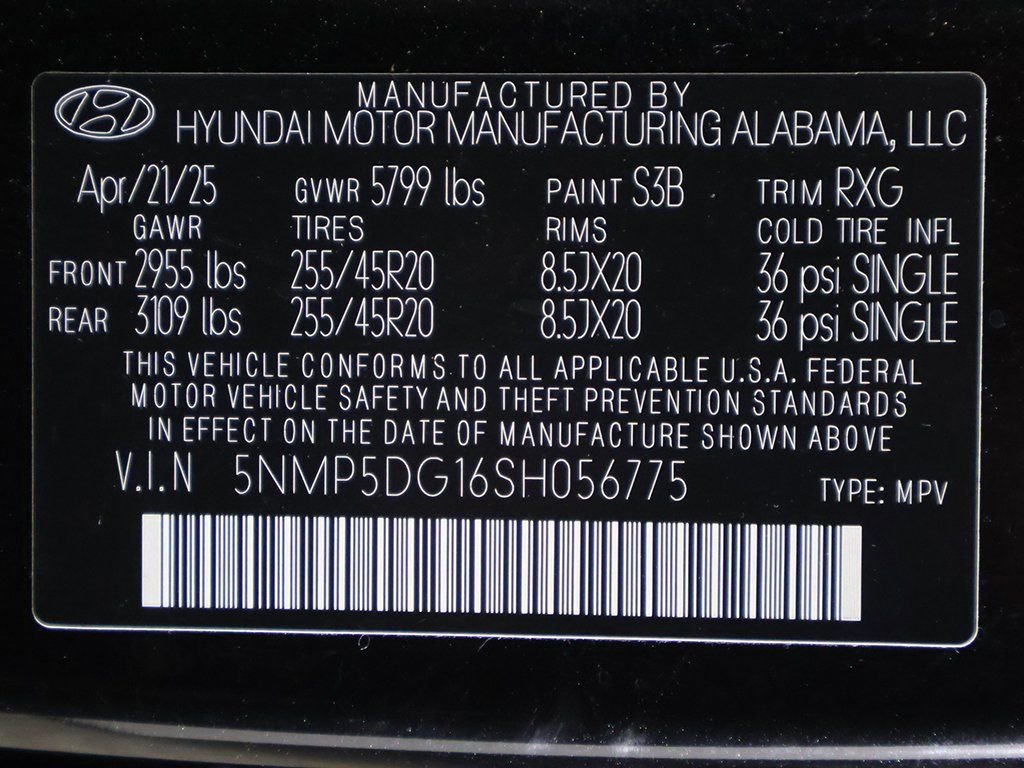 MANUFACTURED BY
HYUNDAI MOTOR MANUFACTURING ALABAMA, LLC
Apr/21/25 GVWR 5799 lbs PAINT S3B TRIM RXG
GAWR TIRES RIMS COLD TIRE INFL
FRONT 2955 lbs 255/45R20 8.5JX20 36 psi SINGLE
REAR 3109 lbs 255/45R20 8.5JX20 36 psi SINGLE
THIS VEHICLE CONFORMS TO ALL APPLICABLE U.S.A. FEDERAL
MOTOR VEHICLE SAFETY AND THEFT PREVENTION STANDARDS
IN EFFECT ON THE DATE OF MANUFACTURE SHOWN ABOVE
V.I.N 5NMP5DG16SH056775 TYPE: MPV